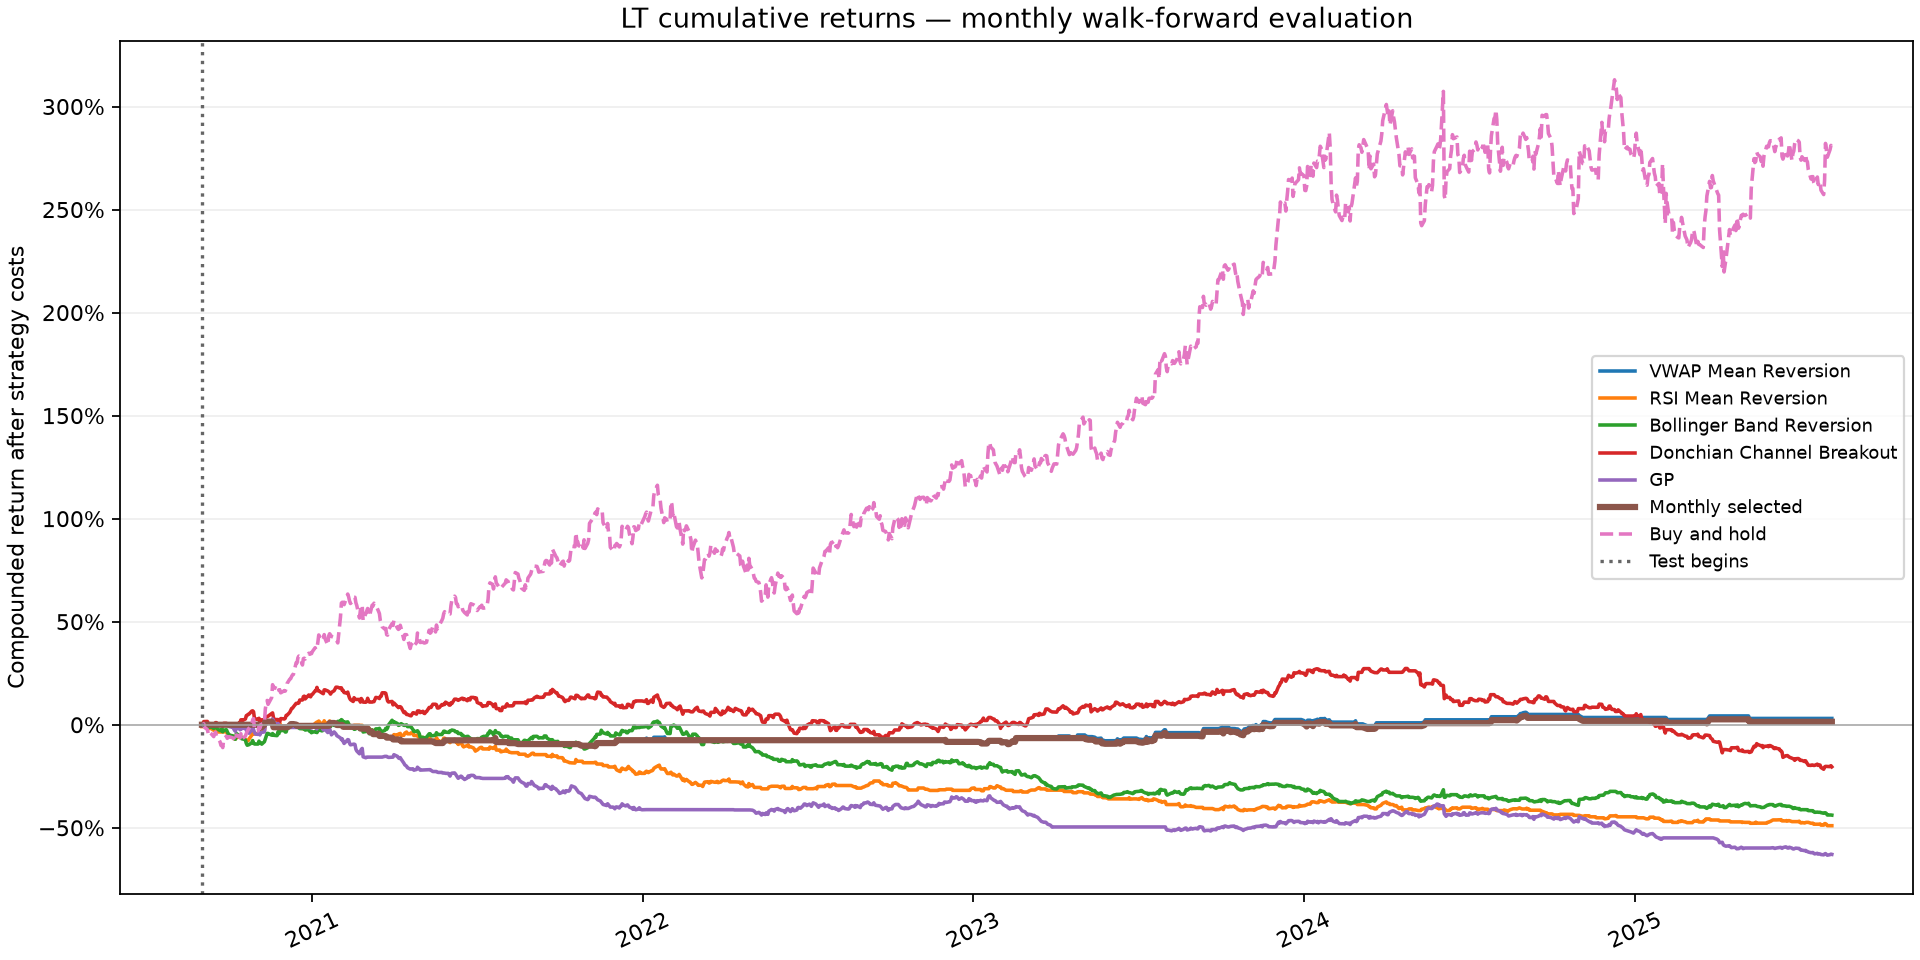 LT cumulative returns — monthly walk-forward evaluation
Compounded return after strategy costs
300%
250%
200%
150%
100%
50%
0%
−50%
VWAP Mean Reversion
RSI Mean Reversion
Bollinger Band Reversion
Donchian Channel Breakout
GP
Monthly selected
Buy and hold
Test begins
2021
2022
2023
2024
2025